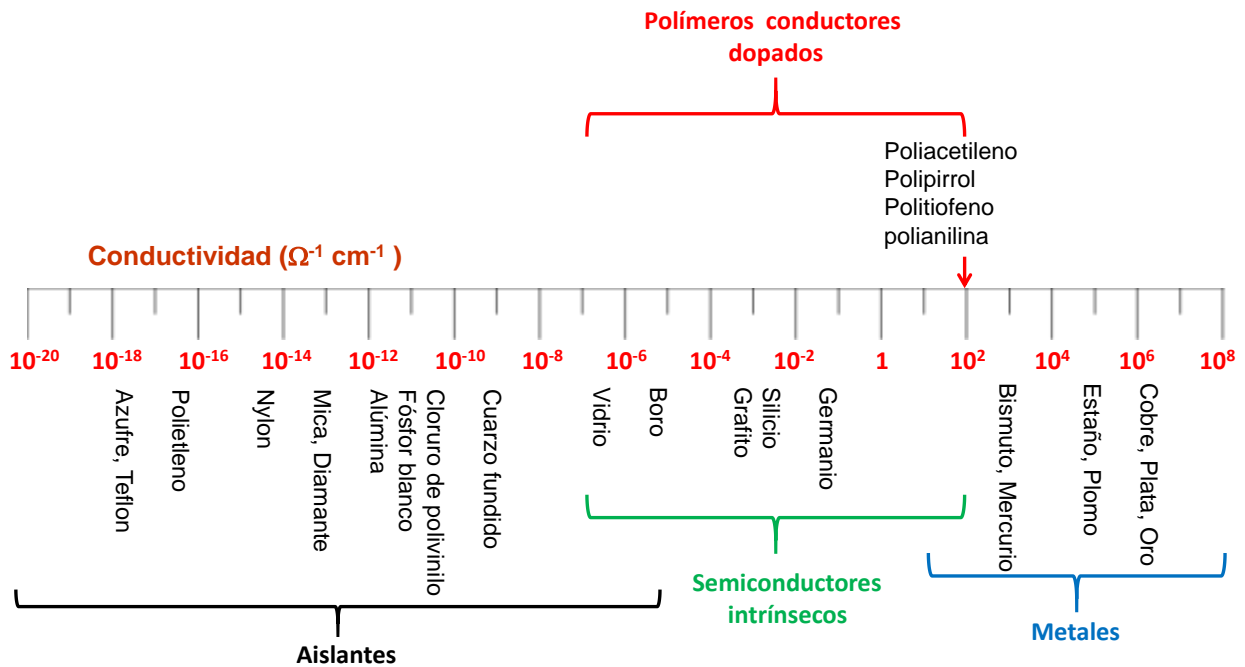 Polímeros conductores
dopados
Poliacetileno
Polipirrol
Politiofeno
polianilina
Conductividad (Ω-1 cm-1 )
10-20 10-18 10-16 10-14 10-12 10-10 10-8 10-6 10-4 10-2 1 102 104 106 108
Azufre, Teflon
Polietleno
Nylon
Mica, Diamante
Alúmina
Fósfor blanco
Cloruro de polivinilo
Cuarzo fundido
Vidrio
Boro
Grafito
Silicio
Germanio
Bismuto, Mercurio
Estaño, Plomo
Cobre, Plata, Oro
Semiconductores
intrínsecos
Metales
Aislantes